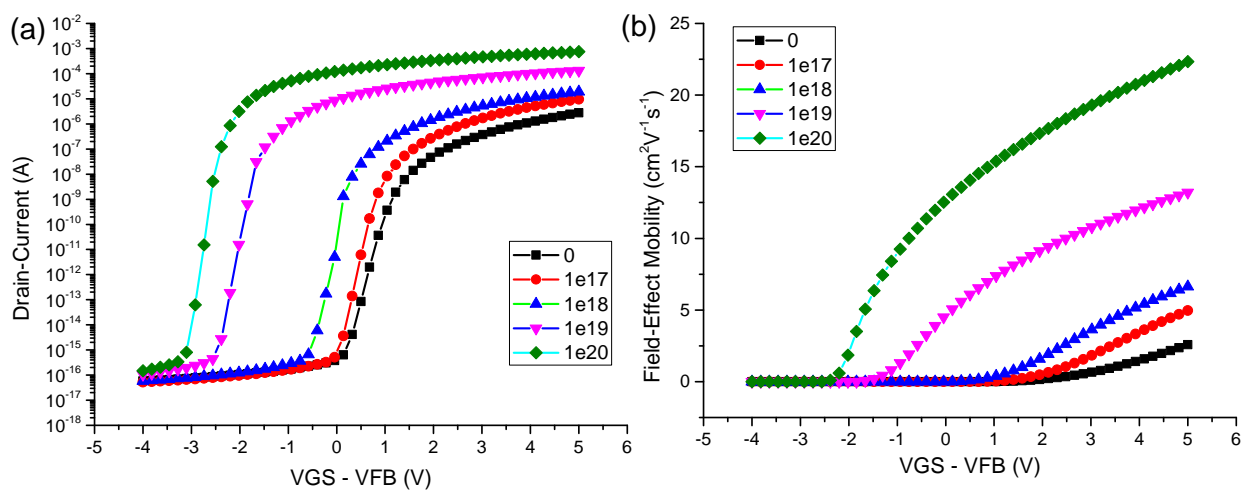 (a)
Drain-Current (A)
10⁻²
10⁻³
10⁻⁴
10⁻⁵
10⁻⁶
10⁻⁷
10⁻⁸
10⁻⁹
10⁻¹⁰
10⁻¹¹
10⁻¹²
10⁻¹³
10⁻¹⁴
10⁻¹⁵
10⁻¹⁶
10⁻¹⁷
10⁻¹⁸
0
1e17
1e18
1e19
1e20
-5 -4 -3 -2 -1 0 1 2 3 4 5 6
VGS - VFB (V)
(b)
Field-Effect Mobility (cm²V⁻¹s⁻¹)
25
20
15
10
5
0
0
1e17
1e18
1e19
1e20
-5 -4 -3 -2 -1 0 1 2 3 4 5 6
VGS - VFB (V)